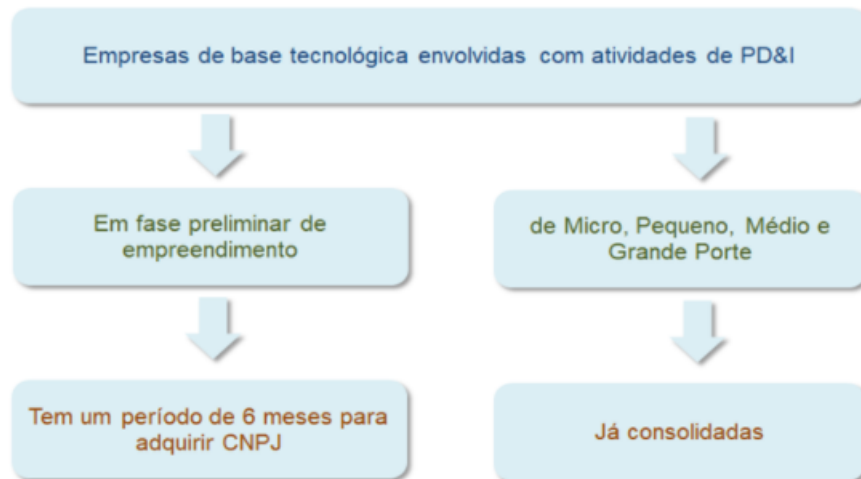 Empresas de base tecnológica envolvidas com atividades de PD&I
Em fase preliminar de
empreendimento
de Micro, Pequeno, Médio e
Grande Porte
Tem um período de 6 meses para
adquirir CNPJ
Já consolidadas